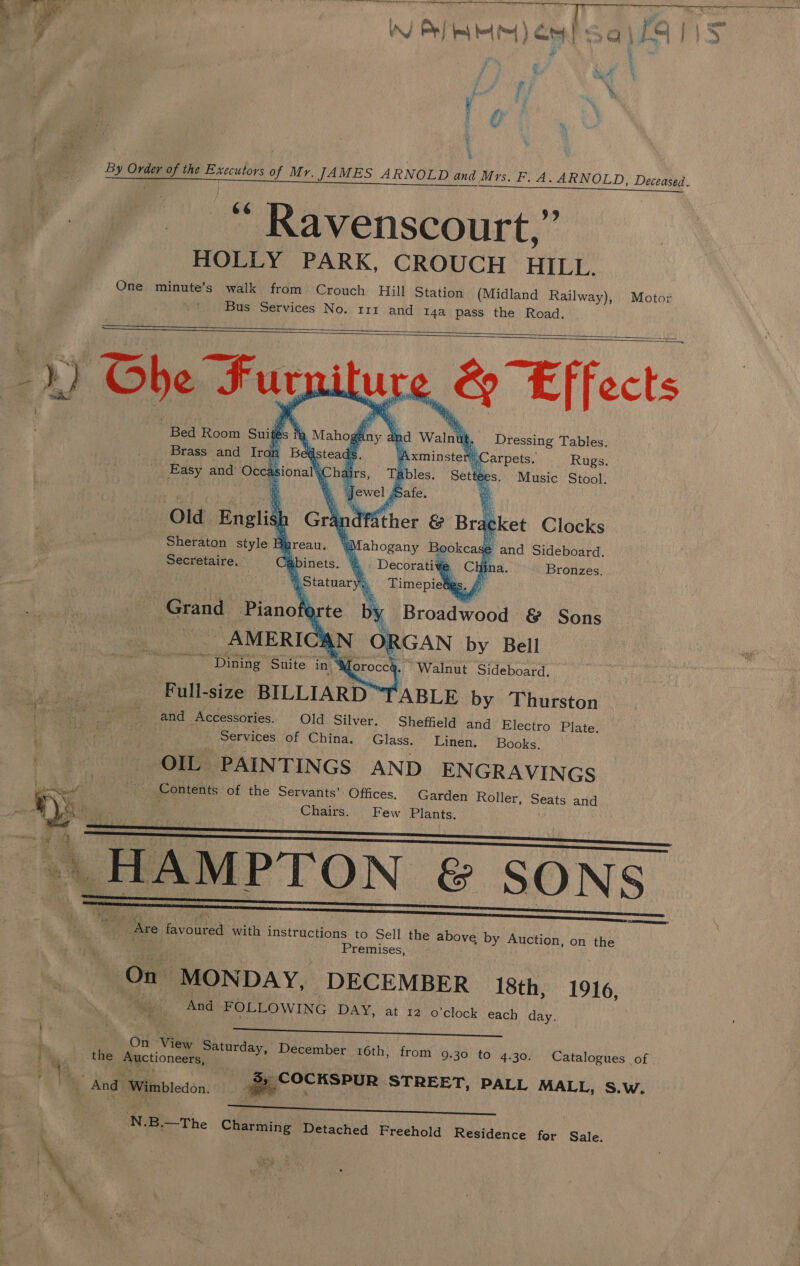 By Order of the Executors of Mr. JAMES ARNOLD and Mrs. F. A. ARNOLD, Deceased.
“Ravenscourt,”
HOLLY PARK, CROUCH HILL.
One minute's walk from Crouch Hill Station (Midland Railway), Motor
Bus Services No. 111 and 14a pass the Road.
The Furniture & Effects
Bed Room Suites in Mahogany and Walnut. Dressing Tables.
Brass and Iron Bedsteads. Axminster Carpets. Rugs.
Easy and Occasional Chairs, Tables. Settees. Music Stool.
Jewel Safe.
Old English Grandfather & Bracket Clocks
Sheraton style Bureau. Mahogany Bookcase and Sideboard.
Secretaire. Cabinets. Decorative China. Bronzes.
Statuary. Timepieces.
Grand Pianoforte by Broadwood & Sons
AMERICAN ORGAN by Bell
Dining Suite in Morocco. Walnut Sideboard.
Full-size BILLIARD TABLE by Thurston
and Accessories. Old Silver. Sheffield and Electro Plate.
Services of China. Glass. Linen. Books.
OIL PAINTINGS AND ENGRAVINGS
Contents of the Servants' Offices. Garden Roller, Seats and
Chairs. Few Plants.
HAMPTON & SONS
Are favoured with instructions to Sell the above by Auction, on the
Premises,
On MONDAY, DECEMBER 18th, 1916,
And FOLLOWING DAY, at 12 o'clock each day.
On View Saturday, December 16th, from 9.30 to 4.30. Catalogues of
the Auctioneers,
And Wimbledon. 3, COCKSPUR STREET, PALL MALL, S.W.
N.B.—The Charming Detached Freehold Residence for Sale.